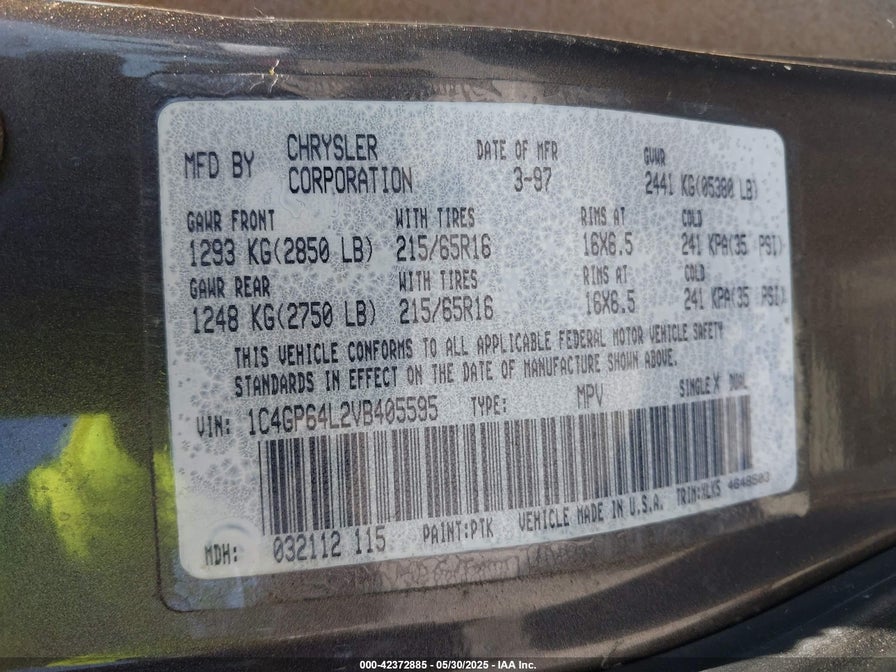 MFD BY CHRYSLER CORPORATION DATE OF MFR 3-97 GVWR 2441 KG(05380 LB)
GAWR FRONT WITH TIRES RIMS AT COLD
1293 KG(2850 LB) 215/65R16 16X6.5 241 KPA(35 PSI)
GAWR REAR WITH TIRES RIMS AT COLD
1248 KG(2750 LB) 215/65R16 16X6.5 241 KPA(35 PSI)
THIS VEHICLE CONFORMS TO ALL APPLICABLE FEDERAL MOTOR VEHICLE SAFETY
STANDARDS IN EFFECT ON THE DATE OF MANUFACTURE SHOWN ABOVE.
VIN: 1C4GP64L2VB405595 TYPE: MPV SINGLE X DUAL
MDH: 032112 115 PAINT:PTK VEHICLE MADE IN U.S.A. TRIM:
000-42372885 - 05/30/2025 - IAA Inc.